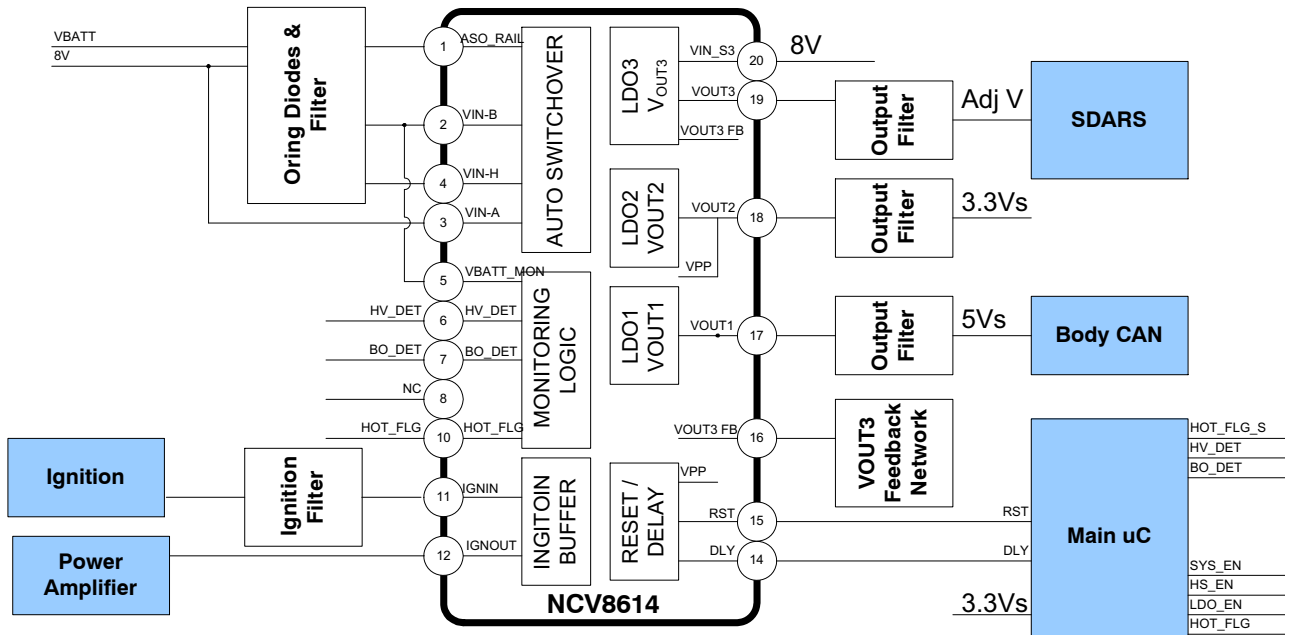 VBATT
8V
Oring Diodes &
Filter
1
ASO_RAIL
2
VIN-B
4
VIN-H
3
VIN-A
AUTO SWITCHOVER
5
VBATT_MON
HV_DET
6
HV_DET
BO_DET
7
BO_DET
NC
8
HOT_FLG
10
HOT_FLG
MONITORING
LOGIC
Ignition
Ignition
Filter
11
IGNIN
Power
Amplifier
12
IGNOUT
INGITOIN
BUFFER
LDO3
VOUT3
VIN_S3
20
8V
VOUT3
19
VOUT3 FB
Output
Filter
Adj V
SDARS
LDO2
VOUT2
VOUT2
18
VPP
Output
Filter
3.3Vs
LDO1
VOUT1
VOUT1
17
Output
Filter
5Vs
Body CAN
VOUT3 FB
16
VOUT3
Feedback
Network
RESET /
DELAY
VPP
RST
15
RST
DLY
14
DLY
3.3Vs
Main uC
HOT_FLG_S
HV_DET
BO_DET
SYS_EN
HS_EN
LDO_EN
HOT_FLG
NCV8614